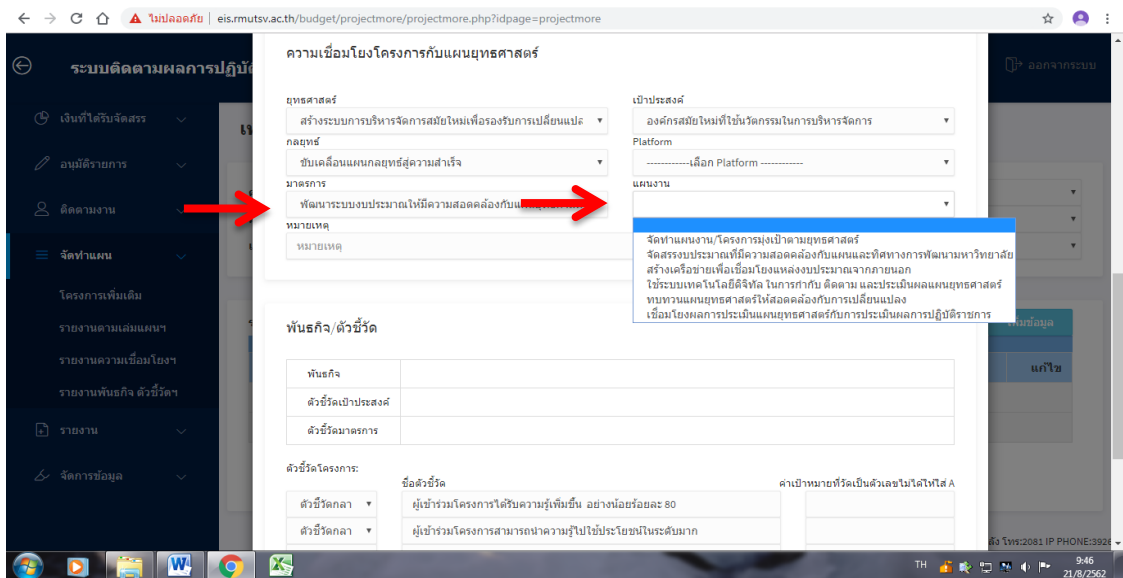 ไม่ปลอดภัย | eis.rmutsv.ac.th/budget/projectmore/projectmore.php?idpage=projectmore
ระบบติดตามผลการปฏิบั
ออกจากระบบ
เงินที่ได้รับจัดสรร
อนุมัติรายการ
ติดตามงาน
จัดทำแผน
โครงการเพิ่มเติม
รายงานตามเล่มแผนฯ
รายงานความเชื่อมโยงฯ
รายงานพันธกิจ ตัวชี้วัดฯ
รายงาน
จัดการข้อมูล
ความเชื่อมโยงโครงการกับแผนยุทธศาสตร์
ยุทธศาสตร์
เป้าประสงค์
สร้างระบบการบริหารจัดการสมัยใหม่เพื่อรองรับการเปลี่ยนแปล
องค์กรสมัยใหม่ที่ใช้นวัตกรรมในการบริหารจัดการ
กลยุทธ์
Platform
ขับเคลื่อนแผนกลยุทธ์สู่ความสำเร็จ
------------เลือก Platform ------------
มาตรการ
แผนงาน
พัฒนาระบบงบประมาณให้มีความสอดคล้องกับ
หมายเหตุ
หมายเหตุ
จัดทำแผนงาน/โครงการมุ่งเป้าตามยุทธศาสตร์
จัดสรรงบประมาณที่มีความสอดคล้องกับแผนและทิศทางการพัฒนามหาวิทยาลัย
สร้างเครือข่ายเพื่อเชื่อมโยงแหล่งงบประมาณจากภายนอก
ใช้ระบบเทคโนโลยีดิจิทัล ในการกำกับ ติดตาม และประเมินผลแผนยุทธศาสตร์
ทบทวนแผนยุทธศาสตร์ให้สอดคล้องกับการเปลี่ยนแปลง
เชื่อมโยงผลการประเมินแผนยุทธศาสตร์กับการประเมินผลการปฏิบัติราชการ
เพิ่มข้อมูล
แก้ไข
พันธกิจ/ตัวชี้วัด
พันธกิจ
ตัวชี้วัดเป้าประสงค์
ตัวชี้วัดมาตรการ
ตัวชี้วัดโครงการ:
ชื่อตัวชี้วัด
ค่าเป้าหมายที่วัดเป็นตัวเลขไม่ได้ให้ใส่ A
ตัวชี้วัดกลา
ผู้เข้าร่วมโครงการได้รับความรู้เพิ่มขึ้น อย่างน้อยร้อยละ 80
ตัวชี้วัดกลา
ผู้เข้าร่วมโครงการสามารถนำความรู้ไปใช้ประโยชน์ในระดับมาก
โทร:2081 IP PHONE:3926
TH
9:46
21/8/2562